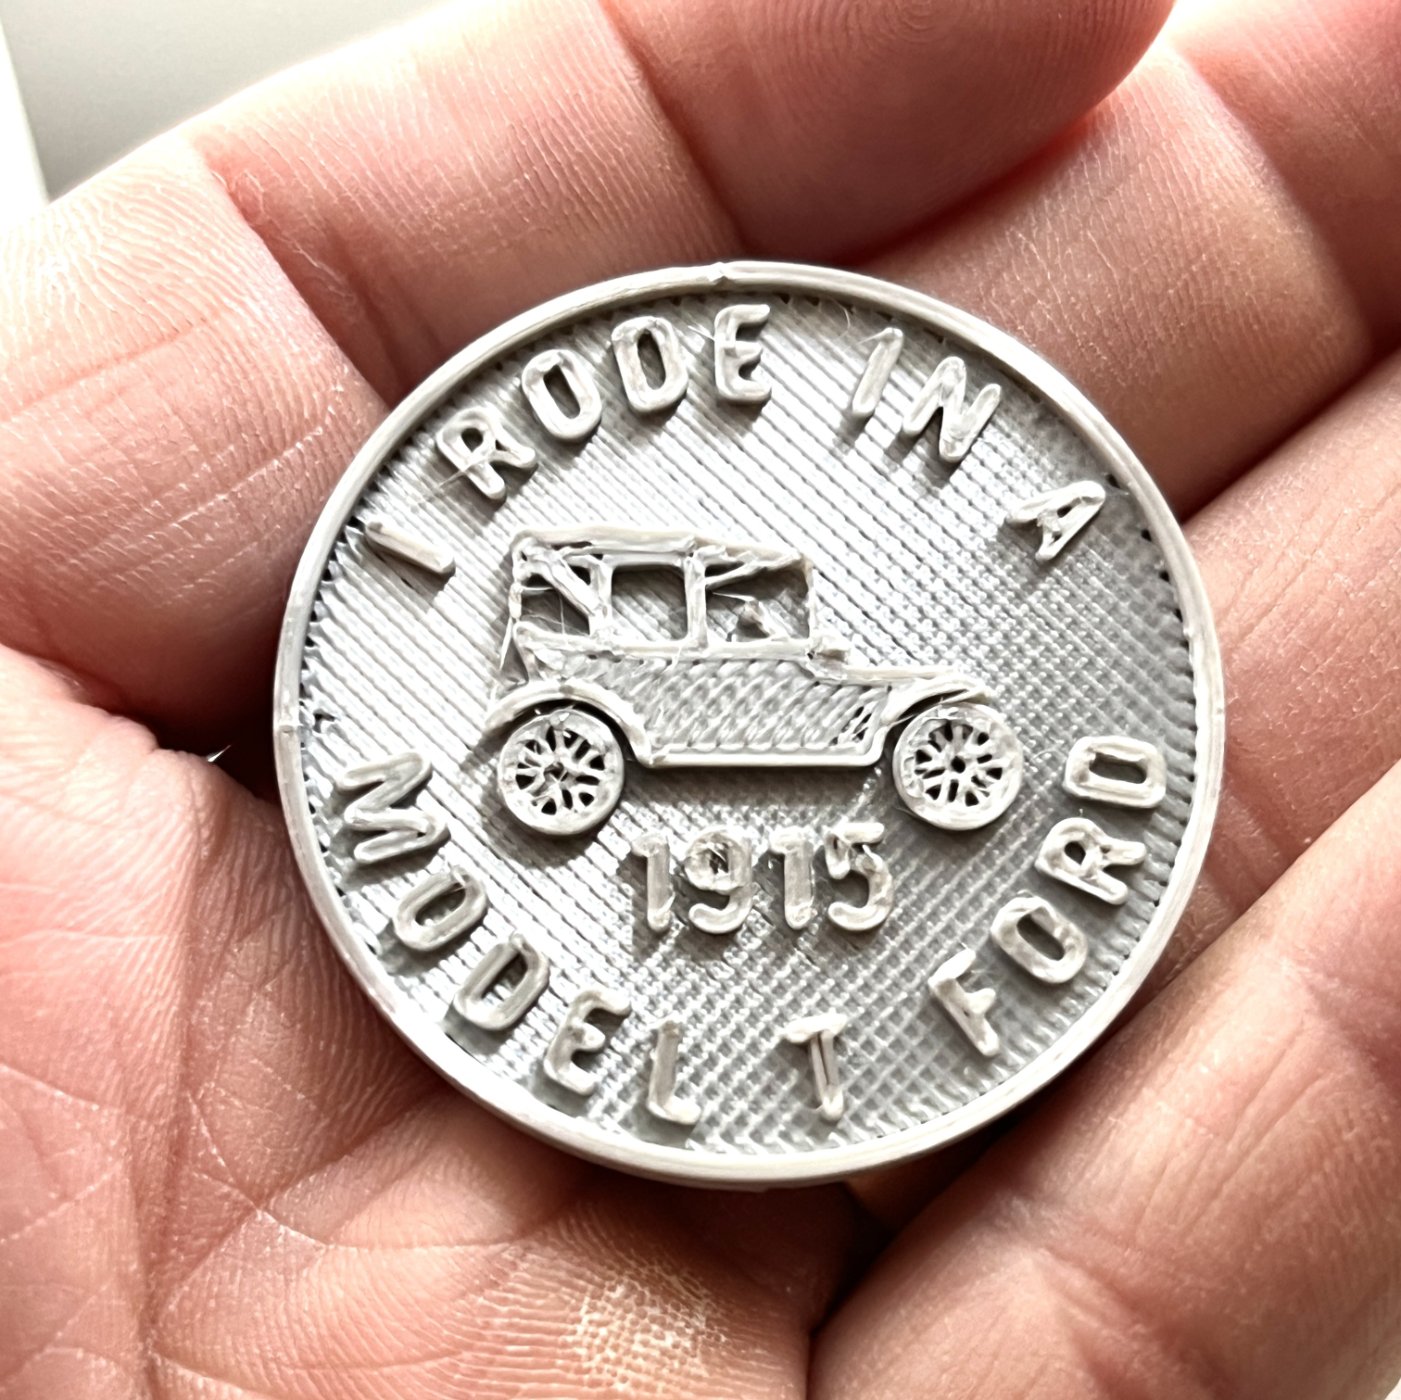 I RODE IN A
1915
MODEL T FORD